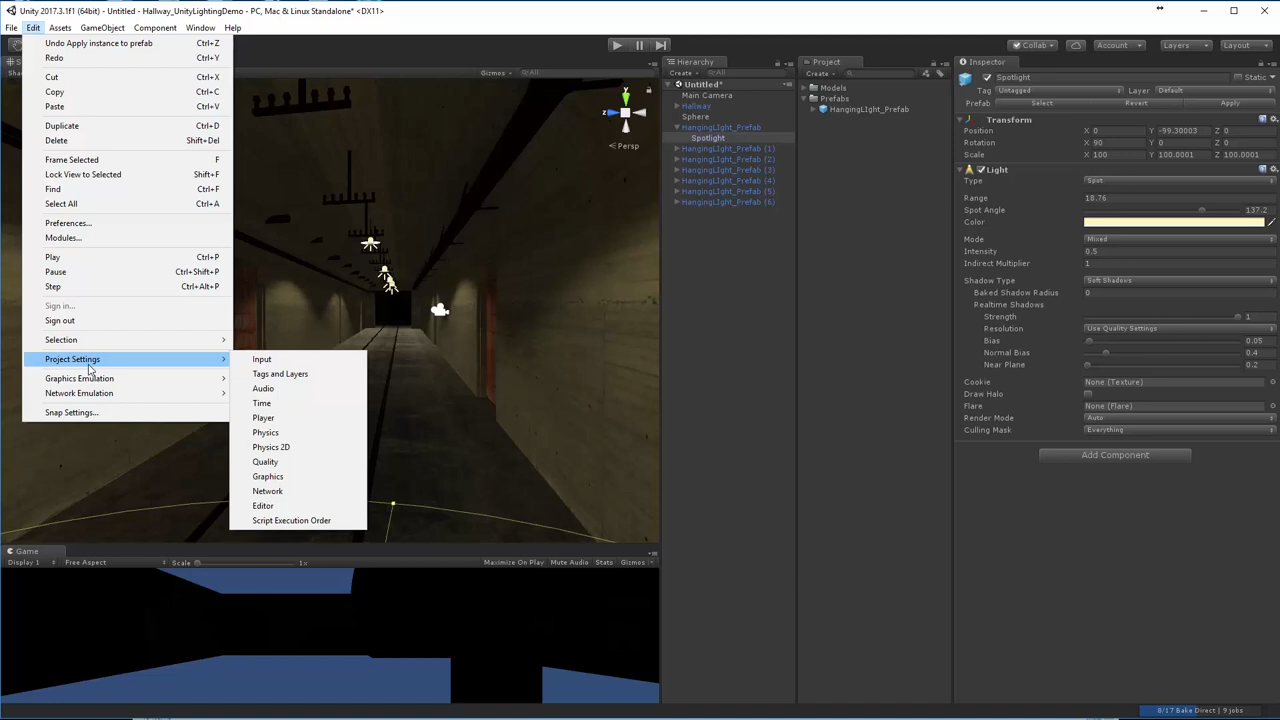 Unity 2017.3.1f1 (64bit) - Untitled - Hallway_UnityLightingDemo - PC, Mac & Linux Standalone* <DX11>
File Edit Assets GameObject Component Window Help
Collab Account Layers Layout
Undo Apply instance to prefab Ctrl+Z
Redo Ctrl+Y
Cut Ctrl+X
Copy Ctrl+C
Paste Ctrl+V
Duplicate Ctrl+D
Delete Shift+Del
Frame Selected F
Lock View to Selected Shift+F
Find Ctrl+F
Select All Ctrl+A
Preferences...
Modules...
Play Ctrl+P
Pause Ctrl+Shift+P
Step Ctrl+Alt+P
Sign in...
Sign out
Selection
Project Settings
Graphics Emulation
Network Emulation
Snap Settings...
Input
Tags and Layers
Audio
Time
Player
Physics
Physics 2D
Quality
Graphics
Network
Editor
Script Execution Order
Gizmos All
y
z
Persp
Game
Display 1 Free Aspect Scale 1x Maximize On Play Mute Audio Stats Gizmos
Hierarchy
Create All
Untitled*
Main Camera
Hallway
Sphere
HangingLIght_Prefab
Spotlight
HangingLIght_Prefab (1)
HangingLIght_Prefab (2)
HangingLIght_Prefab (3)
HangingLIght_Prefab (4)
HangingLIght_Prefab (5)
HangingLIght_Prefab (6)
Project
Create
Models
Prefabs
HangingLIght_Prefab
Inspector
Spotlight Static
Tag Untagged Layer Default
Prefab Select Revert Apply
Transform
Position X 0 Y -99.30003 Z 0
Rotation X 90 Y 0 Z 0
Scale X 100 Y 100.0001 Z 100.0001
Light
Type Spot
Range 18.76
Spot Angle 137.2
Color
Mode Mixed
Intensity 0.5
Indirect Multiplier 1
Shadow Type Soft Shadows
Baked Shadow Radius 0
Realtime Shadows
Strength 1
Resolution Use Quality Settings
Bias 0.05
Normal Bias 0.4
Near Plane 0.2
Cookie None (Texture)
Draw Halo
Flare None (Flare)
Render Mode Auto
Culling Mask Everything
Add Component
8/17 Bake Direct | 9 jobs